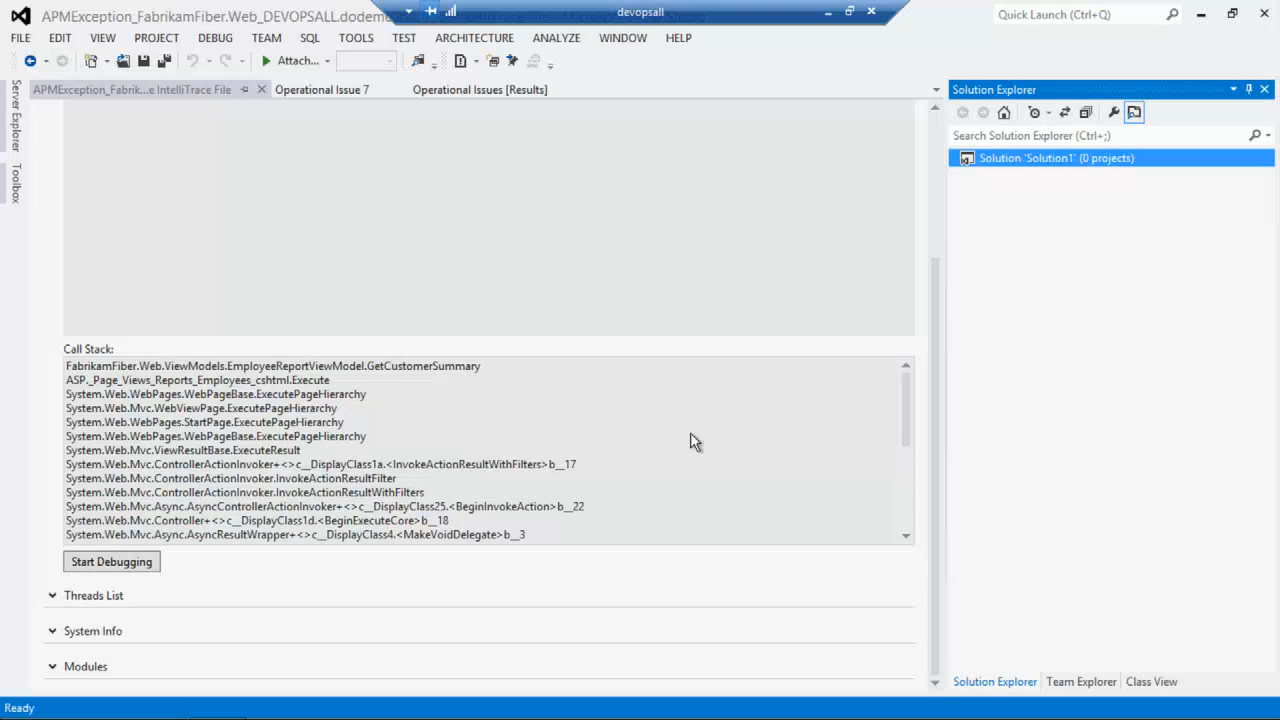 APMException_FabrikamFiber.Web_DEVOPSALL.dodem
devopsall
Quick Launch (Ctrl+Q)
FILE EDIT VIEW PROJECT DEBUG TEAM SQL TOOLS TEST ARCHITECTURE ANALYZE WINDOW HELP
Attach...
APMException_Fabrik...e IntelliTrace File Operational Issue 7 Operational Issues [Results]
Server Explorer
Toolbox
Solution Explorer
Search Solution Explorer (Ctrl+;)
Solution 'Solution1' (0 projects)
Call Stack:
FabrikamFiber.Web.ViewModels.EmployeeReportViewModel.GetCustomerSummary
ASP._Page_Views_Reports_Employees_cshtml.Execute
System.Web.WebPages.WebPageBase.ExecutePageHierarchy
System.Web.Mvc.WebViewPage.ExecutePageHierarchy
System.Web.WebPages.StartPage.ExecutePageHierarchy
System.Web.WebPages.WebPageBase.ExecutePageHierarchy
System.Web.Mvc.ViewResultBase.ExecuteResult
System.Web.Mvc.ControllerActionInvoker+<>c__DisplayClass1a.<InvokeActionResultWithFilters>b__17
System.Web.Mvc.ControllerActionInvoker.InvokeActionResultFilter
System.Web.Mvc.ControllerActionInvoker.InvokeActionResultWithFilters
System.Web.Mvc.Async.AsyncControllerActionInvoker+<>c__DisplayClass25.<BeginInvokeAction>b__22
System.Web.Mvc.Controller+<>c__DisplayClass1d.<BeginExecuteCore>b__18
System.Web.Mvc.Async.AsyncResultWrapper+<>c__DisplayClass4.<MakeVoidDelegate>b__3
Start Debugging
Threads List
System Info
Modules
Solution Explorer Team Explorer Class View
Ready